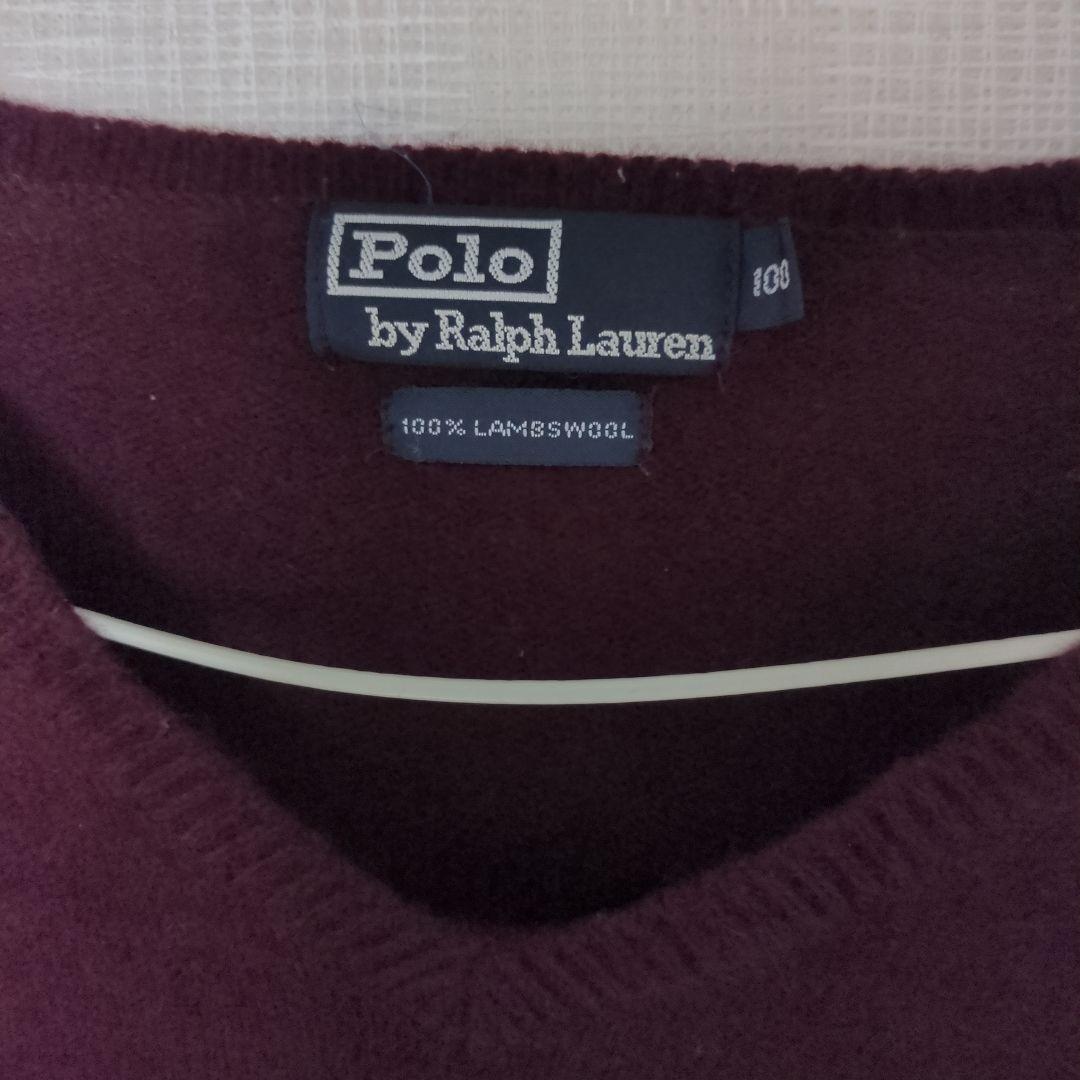 Polo
by Ralph Lauren
100
100% LAMBSWOOL